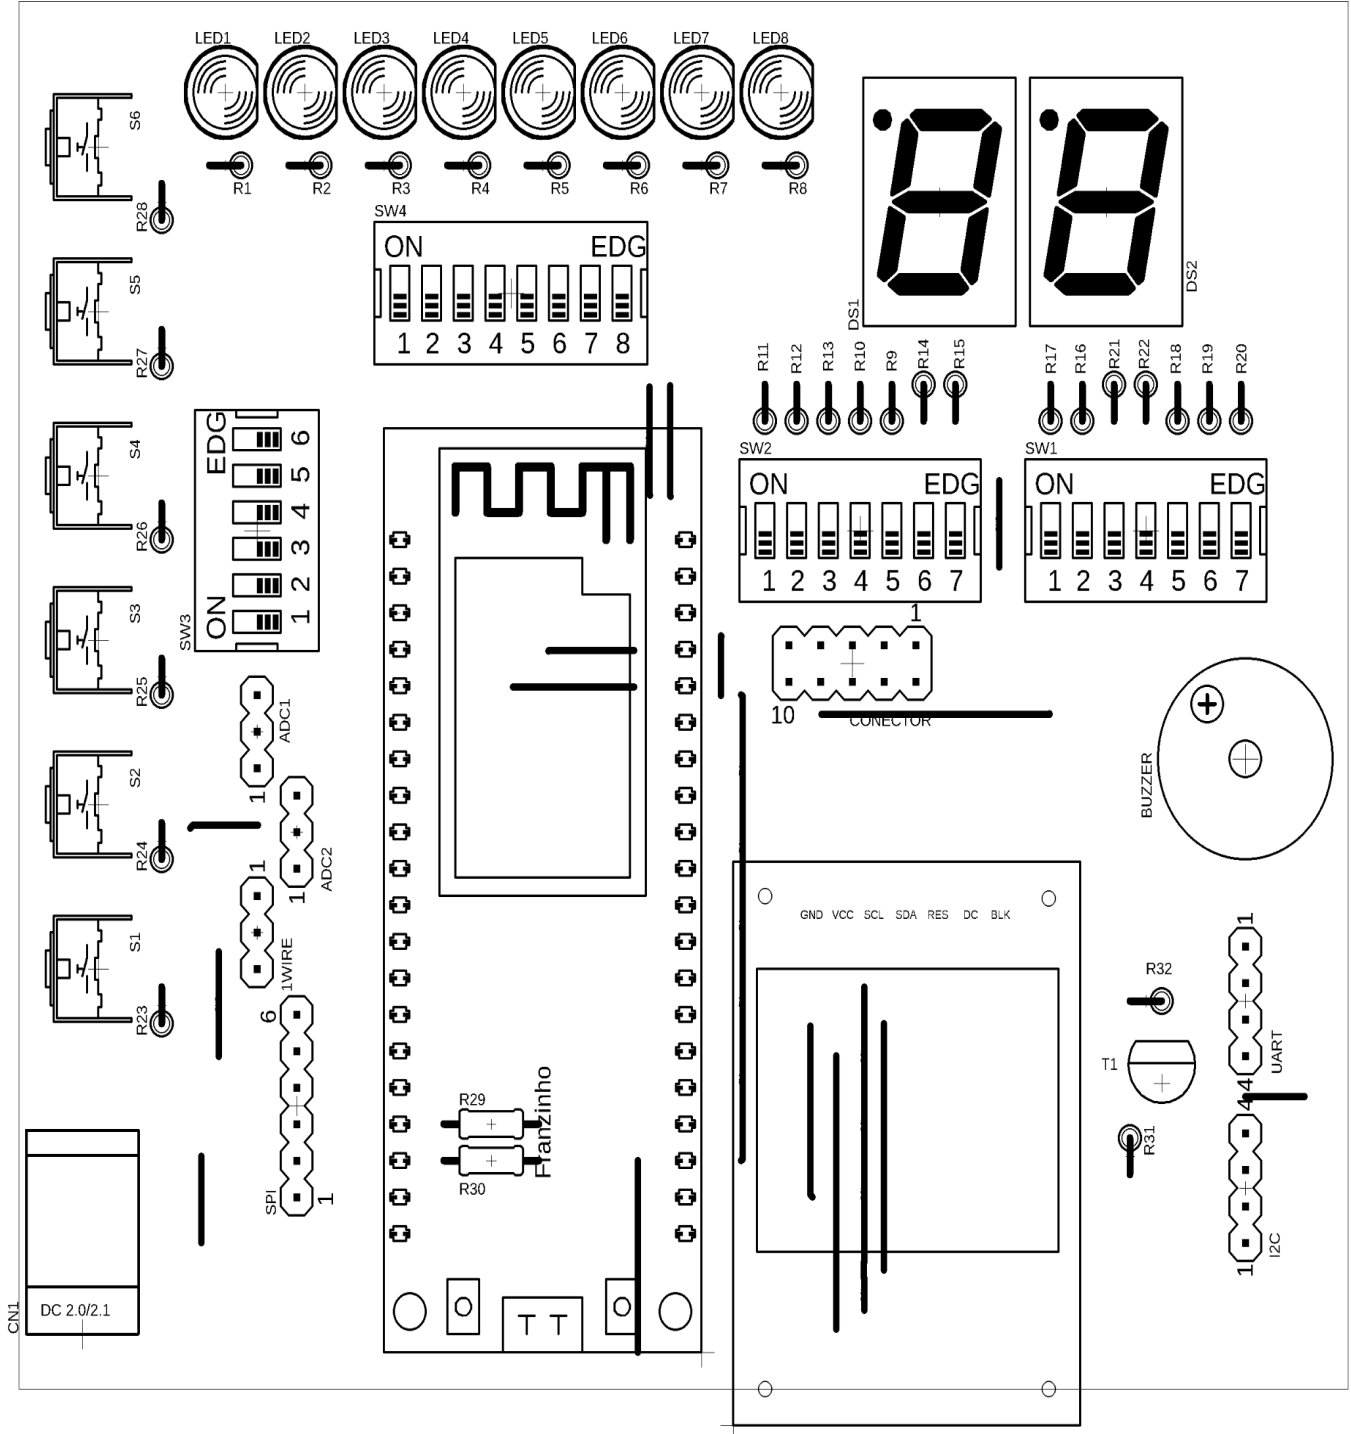 LED1 LED2 LED3 LED4 LED5 LED6 LED7 LED8
R1 R2 R3 R4 R5 R6 R7 R8
S6
R28
S5
R27
S4
R26
S3
R25
S2
R24
S1
R23
SW4
ON EDG
1 2 3 4 5 6 7 8
DS1
DS2
R11 R12 R13 R10 R9 R14 R15
R17 R16 R21 R22 R18 R19 R20
SW2
ON EDG
1 2 3 4 5 6 7
SW1
ON EDG
1 2 3 4 5 6 7
SW3
ON EDG
1 2 3 4 5 6
1
10
CONECTOR
BUZZER
ADC1
1
ADC2
1
1
1WIRE
6
SPI
1
GND VCC SCL SDA RES DC BLK
R32
T1
R31
1
UART
4
4
I2C
1
R29
R30
Franzinho
CN1
DC 2.0/2.1